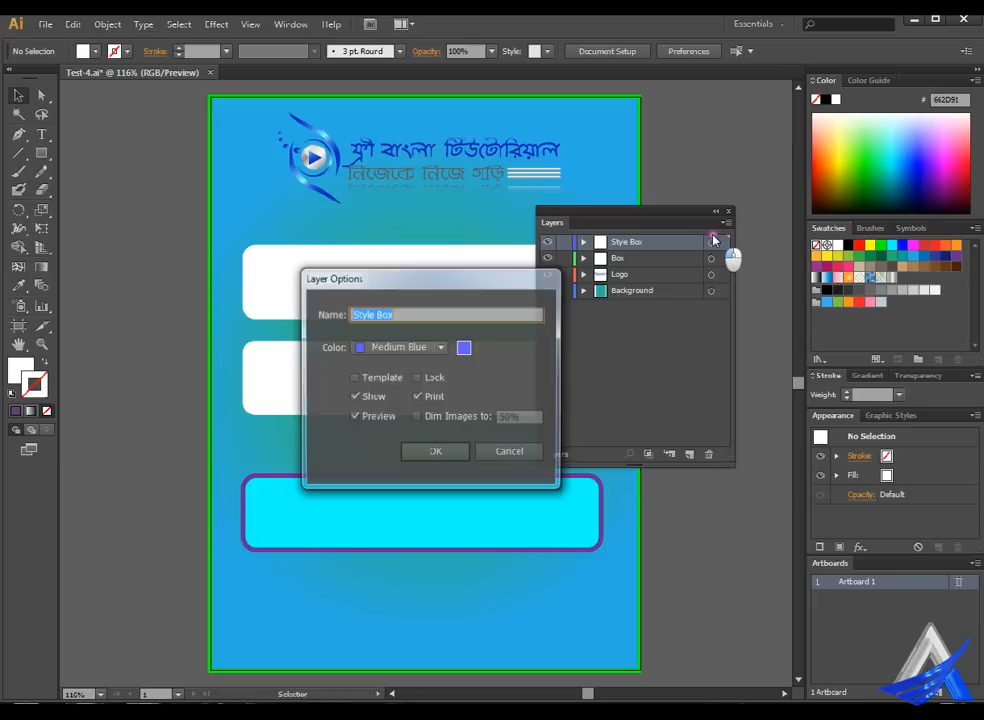 Ai File Edit Object Type Select Effect View Window Help Br Essentials
No Selection Stroke: 3 pt. Round Opacity: 100% Style: Document Setup Preferences
Test-4.ai* @ 116% (RGB/Preview) ×
ফ্রী বাংলা টিউটোরিয়াল
নিজেকে নিজে গড়ি
Layers
Style Box
Box
Logo
Background
Layer Options
Name: Style Box
Color: Medium Blue
Template Lock
Show Print
Preview Dim Images to: 50%
OK Cancel
Color Color Guide
# 662D91
Swatches Brushes Symbols
Stroke Gradient Transparency
Weight:
Appearance Graphic Styles
No Selection
Stroke:
Fill:
Opacity: Default
fx
Artboards
1 Artboard 1
1 Artboard
116% 1 Selection